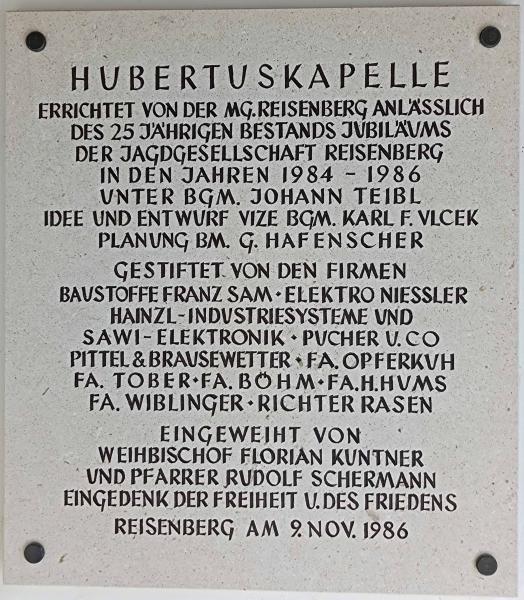 HUBERTUSKAPELLE
ERRICHTET VON DER MG. REISENBERG ANLÄSSLICH
DES 25 JÄHRIGEN BESTANDS JUBILÄUMS
DER JAGDGESELLSCHAFT REISENBERG
IN DEN JAHREN 1984 - 1986
UNTER BGM. JOHANN TEIBL
IDEE UND ENTWURF VIZE BGM. KARL F. VLCEK
PLANUNG BM. G. HAFENSCHER
GESTIFTET VON DEN FIRMEN
BAUSTOFFE FRANZ SAM · ELEKTRO NIESSLER
HAINZL-INDUSTRIESYSTEME UND
SAWI-ELEKTRONIK · PUCHER U. CO
PITTEL & BRAUSEWETTER · FA. OPFERKUH
FA. TOBER · FA. BÖHM · FA. H. HUMS
FA. WIBLINGER · RICHTER RASEN
EINGEWEIHT VON
WEIHBISCHOF FLORIAN KUNTNER
UND PFARRER RUDOLF SCHERMANN
EINGEDENK DER FREIHEIT U. DES FRIEDENS
REISENBERG AM 9. NOV. 1986